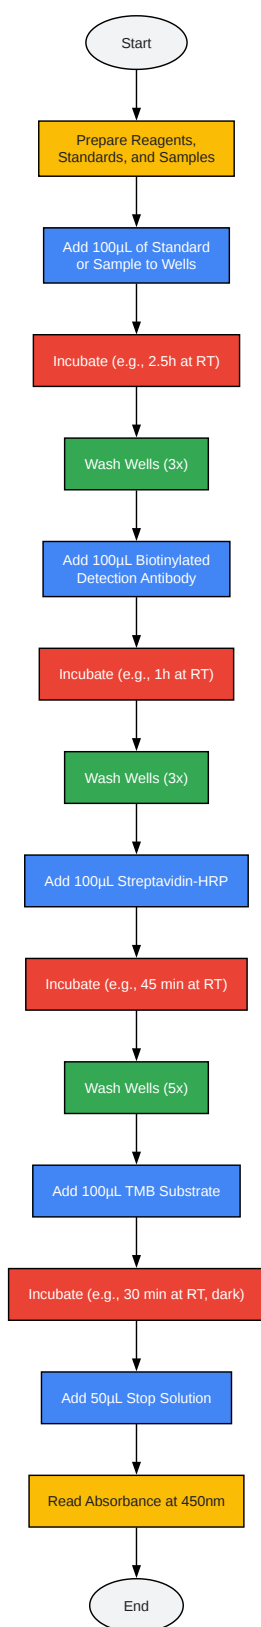 Start
Prepare Reagents,
Standards, and Samples
Add 100µL of Standard
or Sample to Wells
Incubate (e.g., 2.5h at RT)
Wash Wells (3x)
Add 100µL Biotinylated
Detection Antibody
Incubate (e.g., 1h at RT)
Wash Wells (3x)
Add 100µL Streptavidin-HRP
Incubate (e.g., 45 min at RT)
Wash Wells (5x)
Add 100µL TMB Substrate
Incubate (e.g., 30 min at RT, dark)
Add 50µL Stop Solution
Read Absorbance at 450nm
End